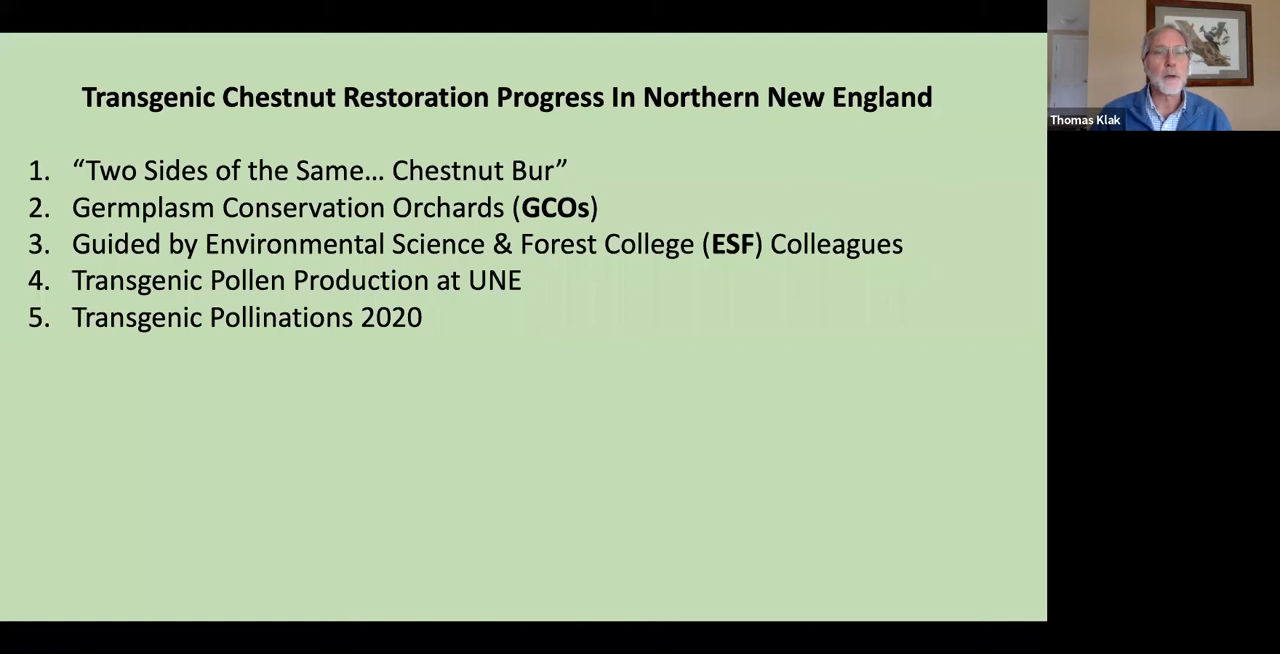 Transgenic Chestnut Restoration Progress In Northern New England
1. “Two Sides of the Same... Chestnut Bur”
2. Germplasm Conservation Orchards (GCOs)
3. Guided by Environmental Science & Forest College (ESF) Colleagues
4. Transgenic Pollen Production at UNE
5. Transgenic Pollinations 2020
Thomas Klak